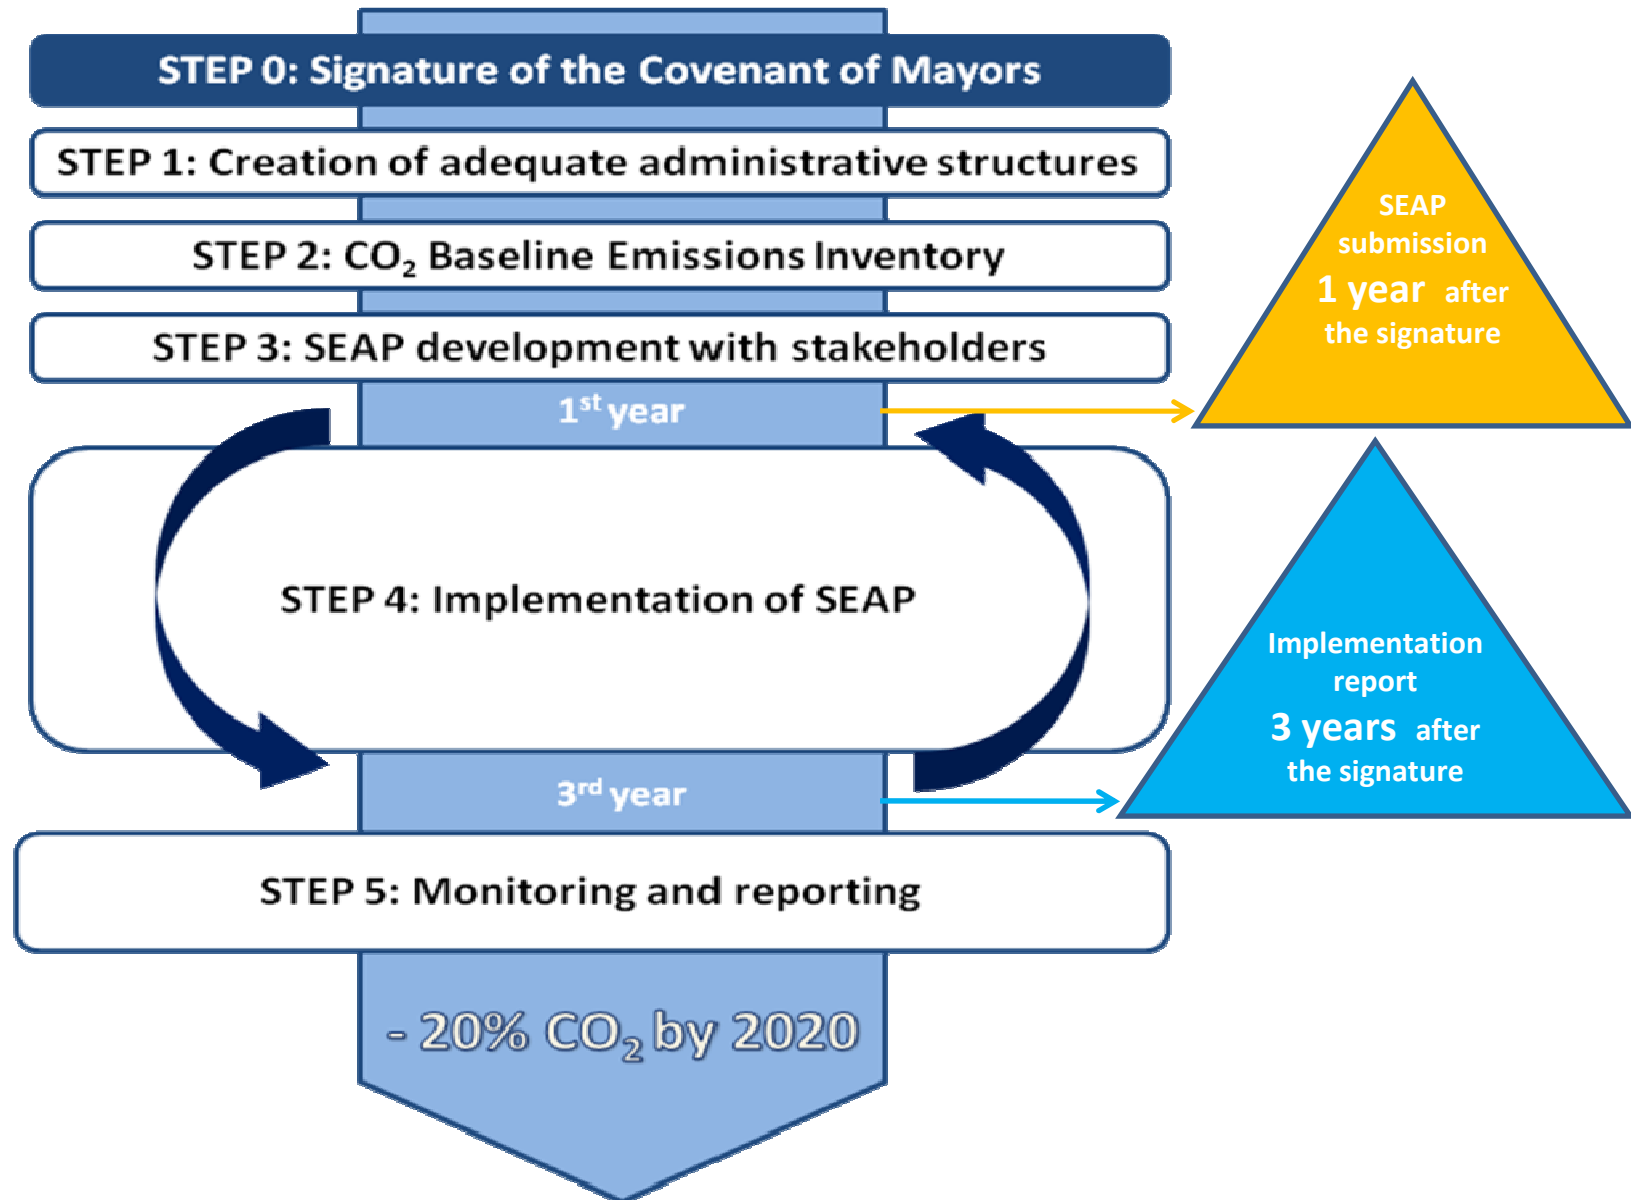 STEP 0: Signature of the Covenant of Mayors
STEP 1: Creation of adequate administrative structures
STEP 2: CO₂ Baseline Emissions Inventory
STEP 3: SEAP development with stakeholders
1st year
SEAP
submission
1 year after
the signature
STEP 4: Implementation of SEAP
3rd year
Implementation
report
3 years after
the signature
STEP 5: Monitoring and reporting
- 20% CO₂ by 2020